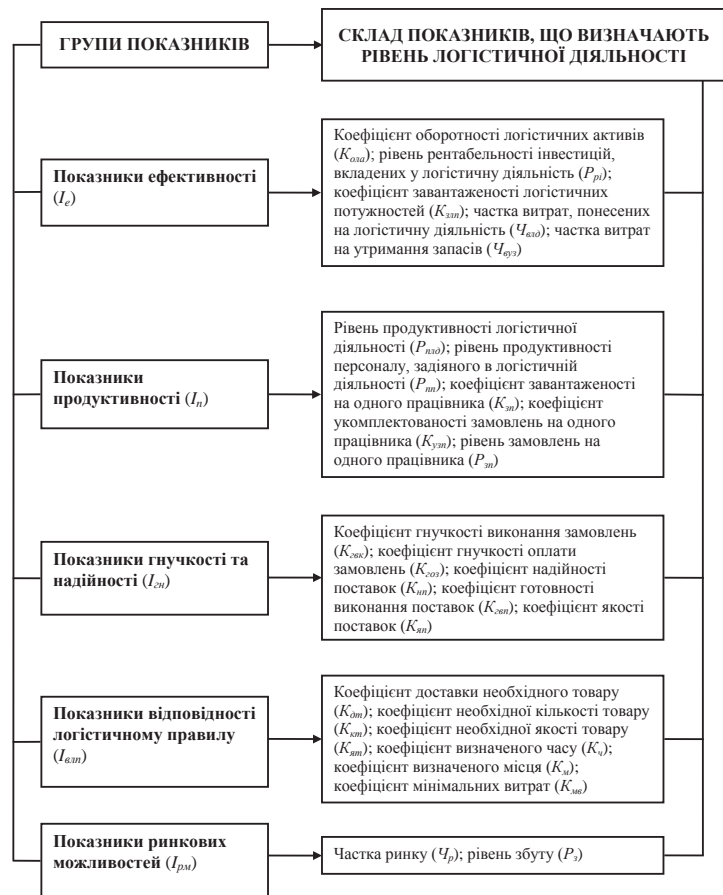 ГРУПИ ПОКАЗНИКІВ
СКЛАД ПОКАЗНИКІВ, ЩО ВИЗНАЧАЮТЬ
РІВЕНЬ ЛОГІСТИЧНОЇ ДІЯЛЬНОСТІ
Показники ефективності
(Iе)
Коефіцієнт оборотності логістичних активів
(Кола); рівень рентабельності інвестицій,
вкладених у логістичну діяльність (Ррі);
коефіцієнт завантаженості логістичних
потужностей (Кзлп); частка витрат, понесених
на логістичну діяльність (Чвлд); частка витрат
на утримання запасів (Чвуз)
Показники
продуктивності (Iп)
Рівень продуктивності логістичної
діяльності (Рплд); рівень продуктивності
персоналу, задіяного в логістичній
діяльності (Рпп); коефіцієнт завантаженості
на одного працівника (Кзп); коефіцієнт
укомплектованості замовлень на одного
працівника (Кузп); рівень замовлень на
одного працівника (Рзп)
Показники гнучкості та
надійності (Iгн)
Коефіцієнт гнучкості виконання замовлень
(Кгвк); коефіцієнт гнучкості оплати
замовлень (Кгоз); коефіцієнт надійності
поставок (Кнп); коефіцієнт готовності
виконання поставок (Кгвп); коефіцієнт якості
поставок (Кяп)
Показники відповідності
логістичному правилу
(Iвлп)
Коефіцієнт доставки необхідного товару
(Кдт); коефіцієнт необхідної кількості товару
(Ккт); коефіцієнт необхідної якості товару
(Кят); коефіцієнт визначеного часу (Кч);
коефіцієнт визначеного місця (Км);
коефіцієнт мінімальних витрат (Кмв)
Показники ринкових
можливостей (Iрм)
Частка ринку (Чр); рівень збуту (Рз)